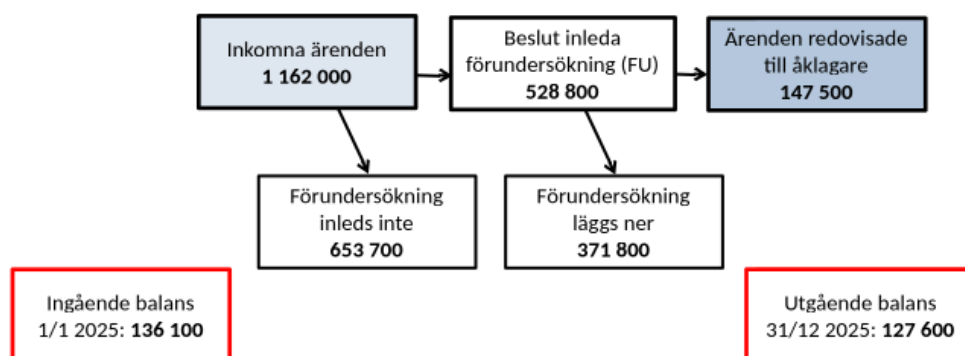 Inkomna ärenden
1 162 000
Beslut inleda
förundersökning (FU)
528 800
Ärenden redovisade
till åklagare
147 500
Förundersökning
inleds inte
653 700
Förundersökning
läggs ner
371 800
Ingående balans
1/1 2025: 136 100
Utgående balans
31/12 2025: 127 600